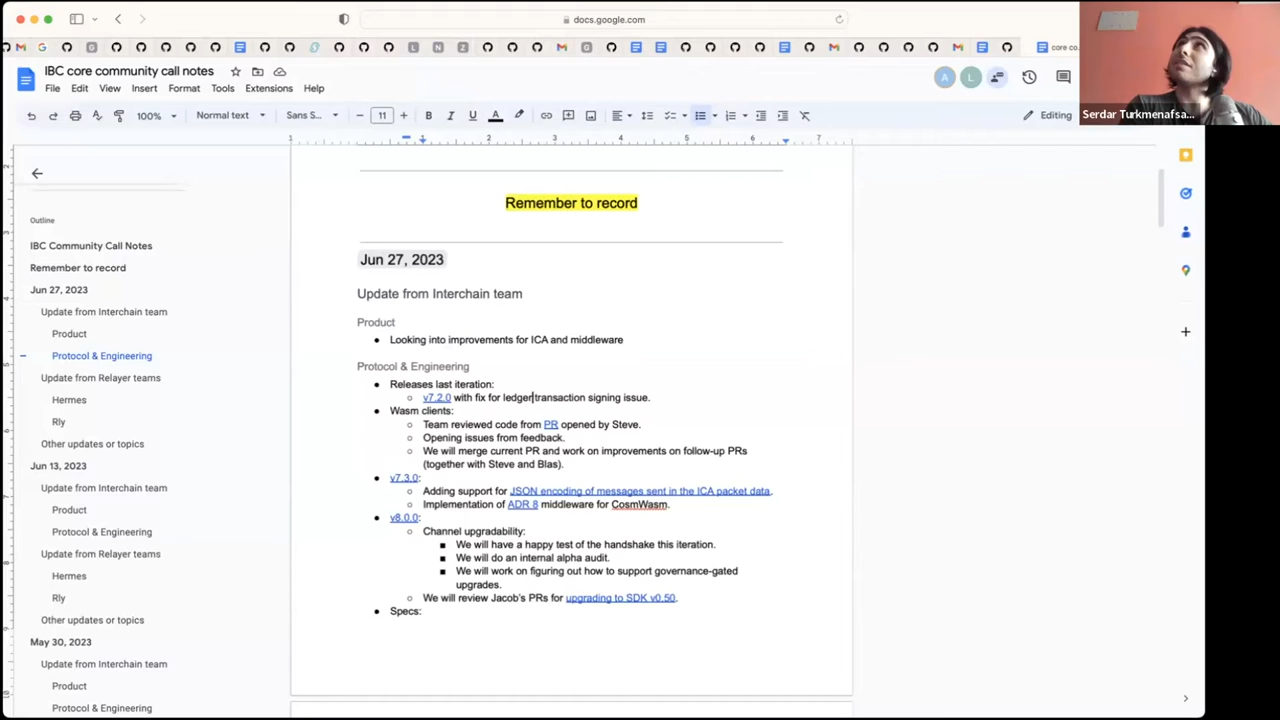 docs.google.com
core co...
IBC core community call notes
File Edit View Insert Format Tools Extensions Help
A L
100% Normal text Sans S... 11 Editing
Serdar Turkmenafsa...
1 1 2 3 4 5 6 7
Outline
IBC Community Call Notes
Remember to record
Jun 27, 2023
Update from Interchain team
Product
Protocol & Engineering
Update from Relayer teams
Hermes
Rly
Other updates or topics
Jun 13, 2023
Update from Interchain team
Product
Protocol & Engineering
Update from Relayer teams
Hermes
Rly
Other updates or topics
May 30, 2023
Update from Interchain team
Product
Protocol & Engineering
Remember to record
Jun 27, 2023
Update from Interchain team
Product
Looking into improvements for ICA and middleware
Protocol & Engineering
Releases last iteration:
v7.2.0 with fix for ledger transaction signing issue.
Wasm clients:
Team reviewed code from PR opened by Steve.
Opening issues from feedback.
We will merge current PR and work on improvements on follow-up PRs
(together with Steve and Blas).
v7.3.0:
Adding support for JSON encoding of messages sent in the ICA packet data.
Implementation of ADR 8 middleware for CosmWasm.
v8.0.0:
Channel upgradability:
We will have a happy test of the handshake this iteration.
We will do an internal alpha audit.
We will work on figuring out how to support governance-gated
upgrades.
We will review Jacob's PRs for upgrading to SDK v0.50.
Specs: